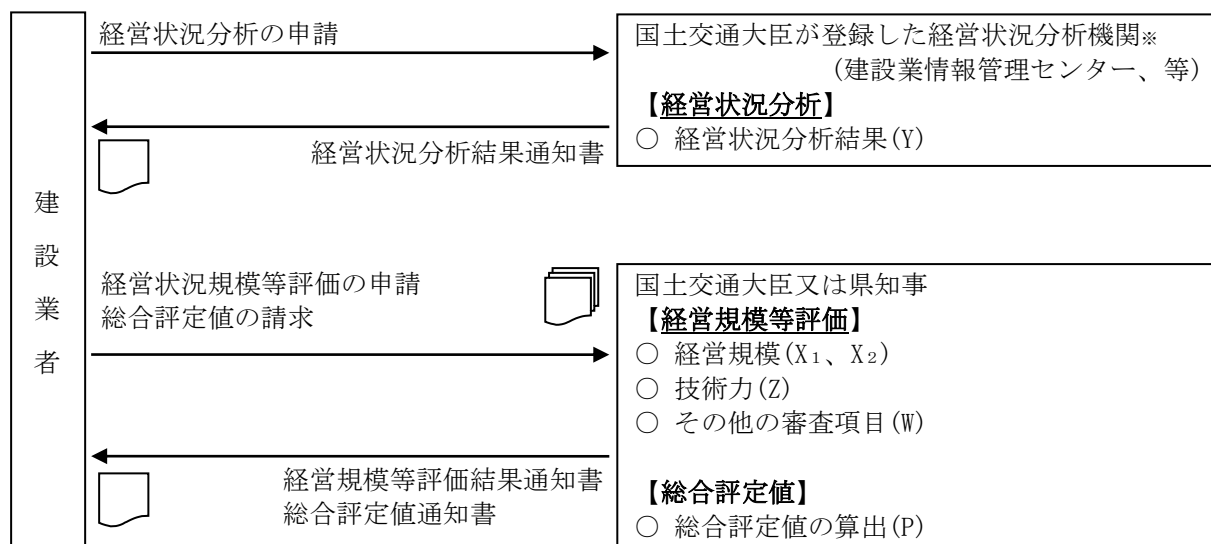 経営状況分析の申請
国土交通大臣が登録した経営状況分析機関※
(建設業情報管理センター、等)
【経営状況分析】
○ 経営状況分析結果(Y)
経営状況分析結果通知書
建設業者
経営状況規模等評価の申請
総合評定値の請求
国土交通大臣又は県知事
【経営規模等評価】
○ 経営規模(X₁、X₂)
○ 技術力(Z)
○ その他の審査項目(W)
経営規模等評価結果通知書
総合評定値通知書
【総合評定値】
○ 総合評定値の算出(P)